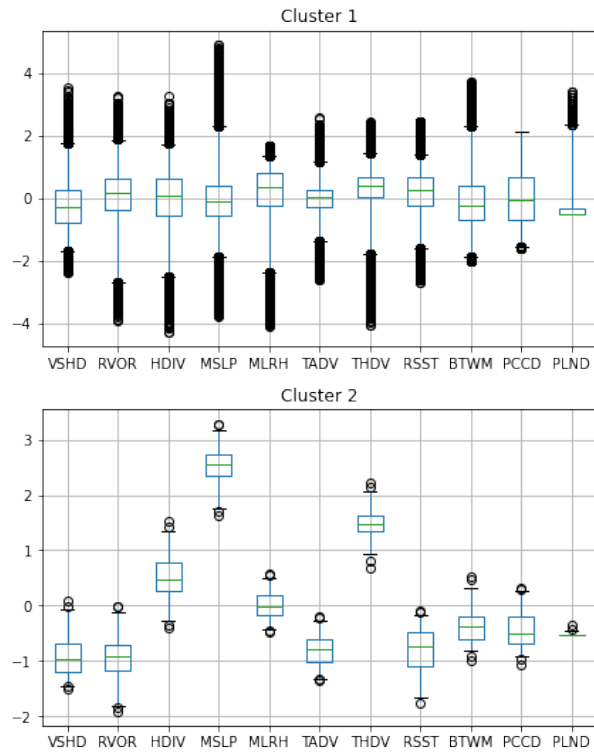 Cluster 1
4
2
0
−2
−4
VSHD RVOR HDIV MSLP MLRH TADV THDV RSST BTWM PCCD PLND
Cluster 2
3
2
1
0
−1
−2
VSHD RVOR HDIV MSLP MLRH TADV THDV RSST BTWM PCCD PLND